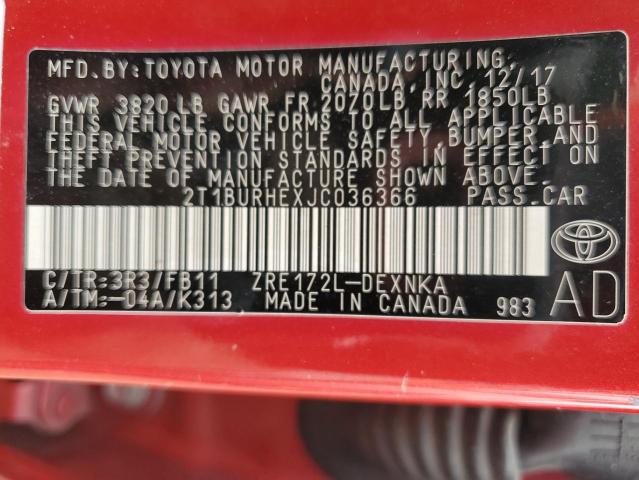 MFD. BY: TOYOTA MOTOR MANUFACTURING,
CANADA, INC. 12/17
GVWR 3820 LB GAWR FR 2070LB RR 1850LB
THIS VEHICLE CONFORMS TO ALL APPLICABLE
FEDERAL MOTOR VEHICLE SAFETY, BUMPER, AND
THEFT PREVENTION STANDARDS IN EFFECT ON
THE DATE OF MANUFACTURE SHOWN ABOVE.
2T1BURHEXJC036366 PASS. CAR
C/TR: 3R3/FB11 ZRE172L-DEXNKA
A/TM: -04A/K313 MADE IN CANADA 983
AD